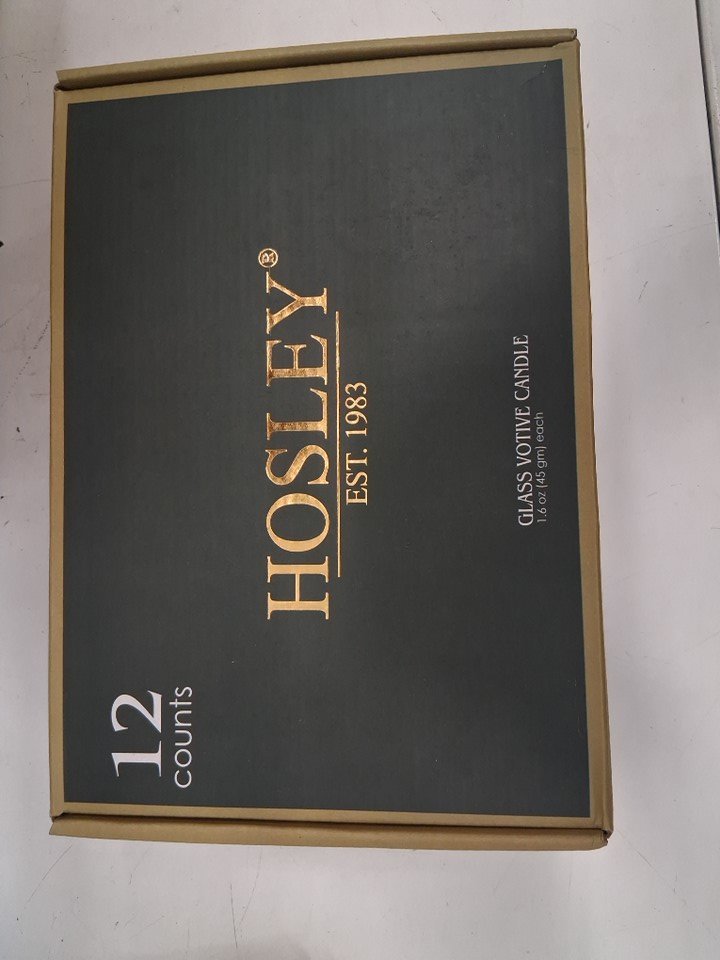 12
counts
HOSLEY®
EST. 1983
GLASS VOTIVE CANDLE
1.6 oz (45 gm) each